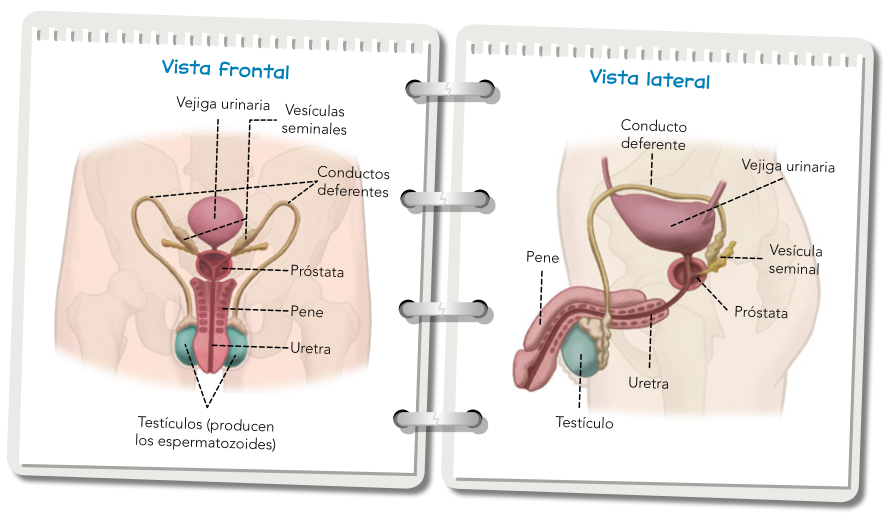 Vista frontal
Vejiga urinaria
Vesículas
seminales
Conductos
deferentes
Próstata
Pene
Uretra
Testículos (producen
los espermatozoides)
Vista lateral
Conducto
deferente
Vejiga urinaria
Pene
Vesícula
seminal
Próstata
Uretra
Testículo